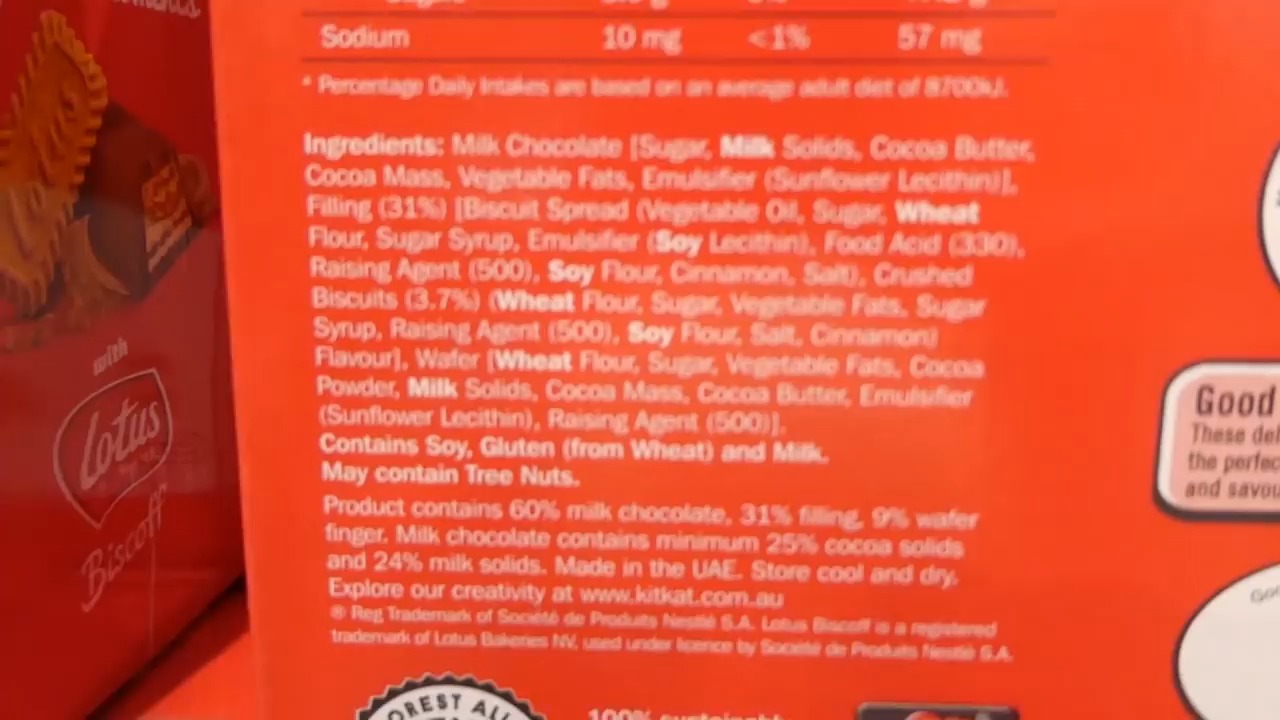 Sodium 10 mg <1% 57 mg
* Percentage Daily Intakes are based on an average adult diet of 8700kJ.
Ingredients: Milk Chocolate [Sugar, Milk Solids, Cocoa Butter,
Cocoa Mass, Vegetable Fats, Emulsifier (Sunflower Lecithin)],
Filling (31%) [Biscuit Spread (Vegetable Oil, Sugar, Wheat
Flour, Sugar Syrup, Emulsifier (Soy Lecithin), Food Acid (330),
Raising Agent (500), Soy Flour, Cinnamon, Salt), Crushed
Biscuits (3.7%) (Wheat Flour, Sugar, Vegetable Fats, Sugar
Syrup, Raising Agent (500), Soy Flour, Salt, Cinnamon)
Flavour], Wafer [Wheat Flour, Sugar, Vegetable Fats, Cocoa
Powder, Milk Solids, Cocoa Mass, Cocoa Butter, Emulsifier
(Sunflower Lecithin), Raising Agent (500)].
Contains Soy, Gluten (from Wheat) and Milk.
May contain Tree Nuts.
Product contains 60% milk chocolate, 31% filling, 9% wafer
finger. Milk chocolate contains minimum 25% cocoa solids
and 24% milk solids. Made in the UAE. Store cool and dry.
Explore our creativity at www.kitkat.com.au
® Reg Trademark of Société de Produits Nestlé S.A. Lotus Biscoff is a registered
trademark of Lotus Bakeries NV, used under licence by Société de Produits Nestlé S.A.
OREST ALL
100%
with
Lotus
Biscoff
Good
These del
the perfec
and savou